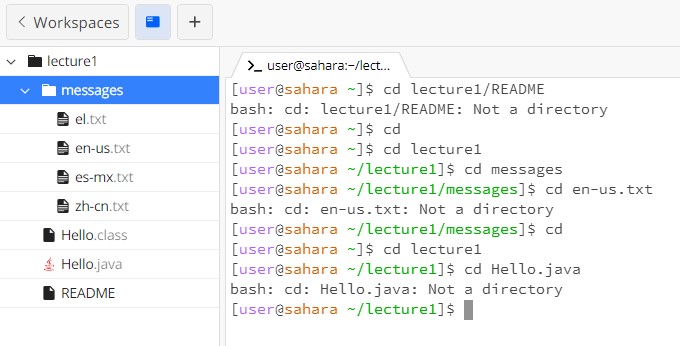 Workspaces
+
lecture1
messages
el.txt
en-us.txt
es-mx.txt
zh-cn.txt
Hello.class
Hello.java
README
user@sahara:~/lect...
[user@sahara ~]$ cd lecture1/README
bash: cd: lecture1/README: Not a directory
[user@sahara ~]$ cd
[user@sahara ~]$ cd lecture1
[user@sahara ~/lecture1]$ cd messages
[user@sahara ~/lecture1/messages]$ cd en-us.txt
bash: cd: en-us.txt: Not a directory
[user@sahara ~/lecture1/messages]$ cd
[user@sahara ~]$ cd lecture1
[user@sahara ~/lecture1]$ cd Hello.java
bash: cd: Hello.java: Not a directory
[user@sahara ~/lecture1]$